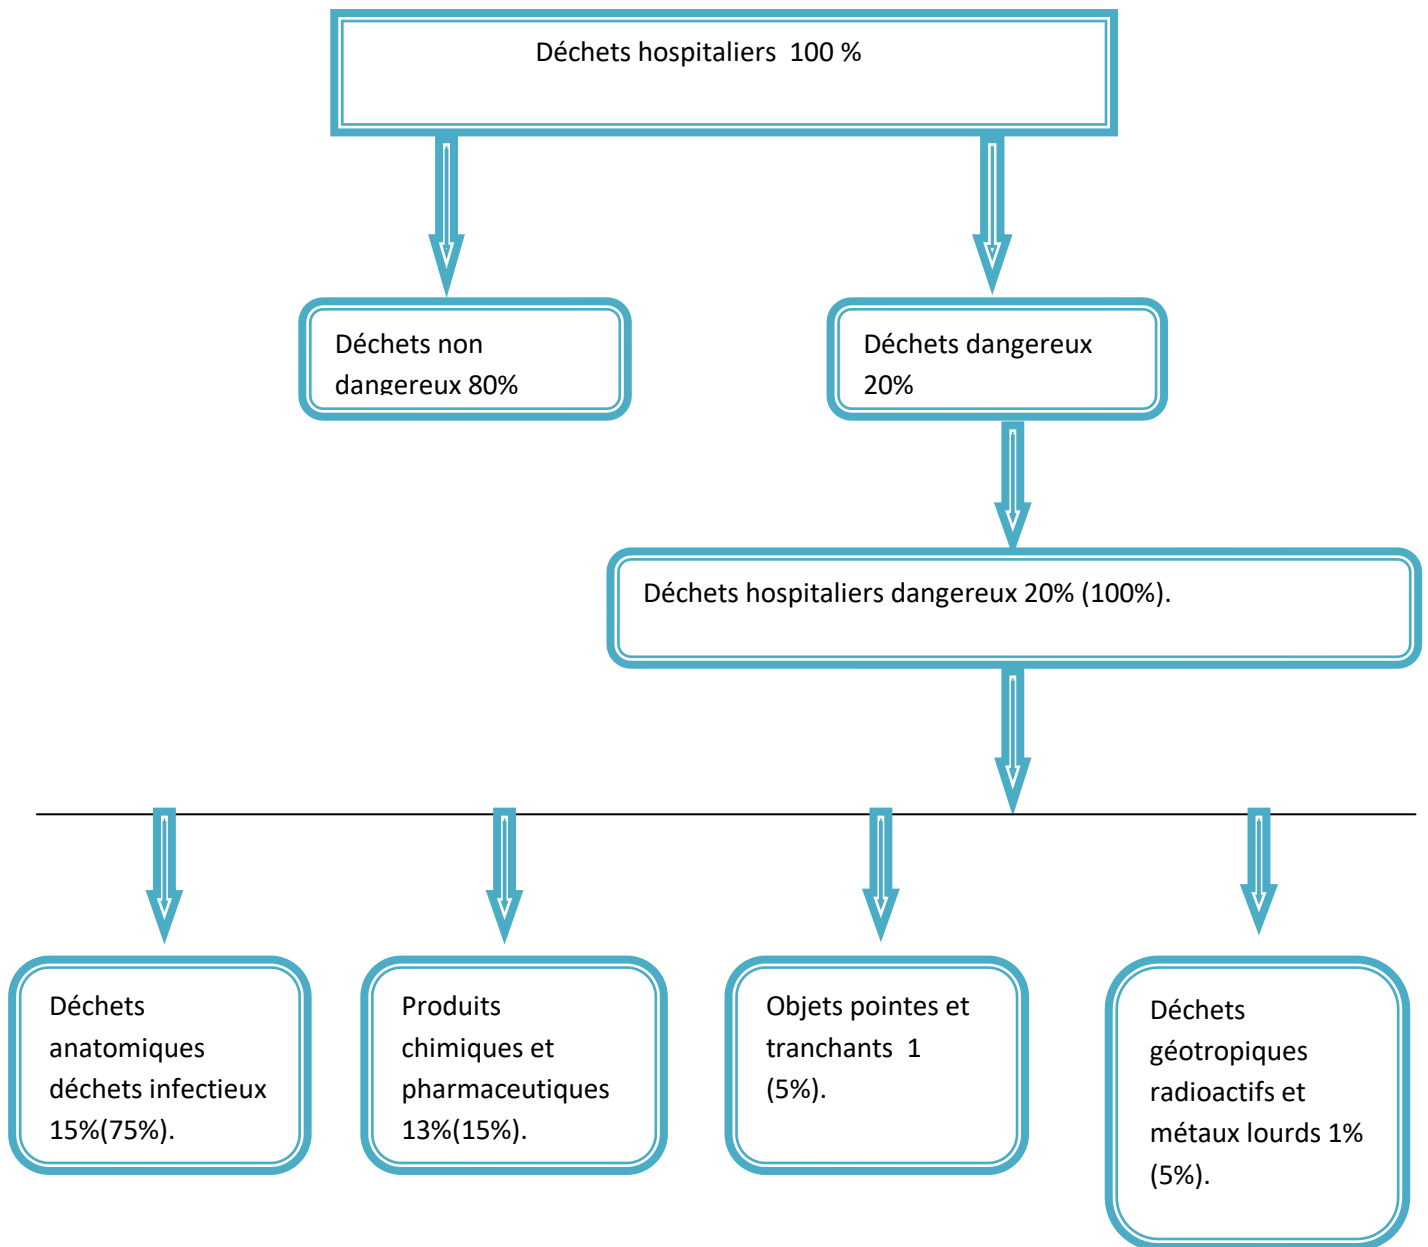 Déchets hospitaliers  100 %
Déchets non
dangereux 80%
Déchets dangereux
20%
Déchets hospitaliers dangereux 20% (100%).
Déchets
anatomiques
déchets infectieux
15%(75%).
Produits
chimiques et
pharmaceutiques
13%(15%).
Objets pointes et
tranchants  1
(5%).
Déchets
géotropiques
radioactifs et
métaux lourds 1%
(5%).